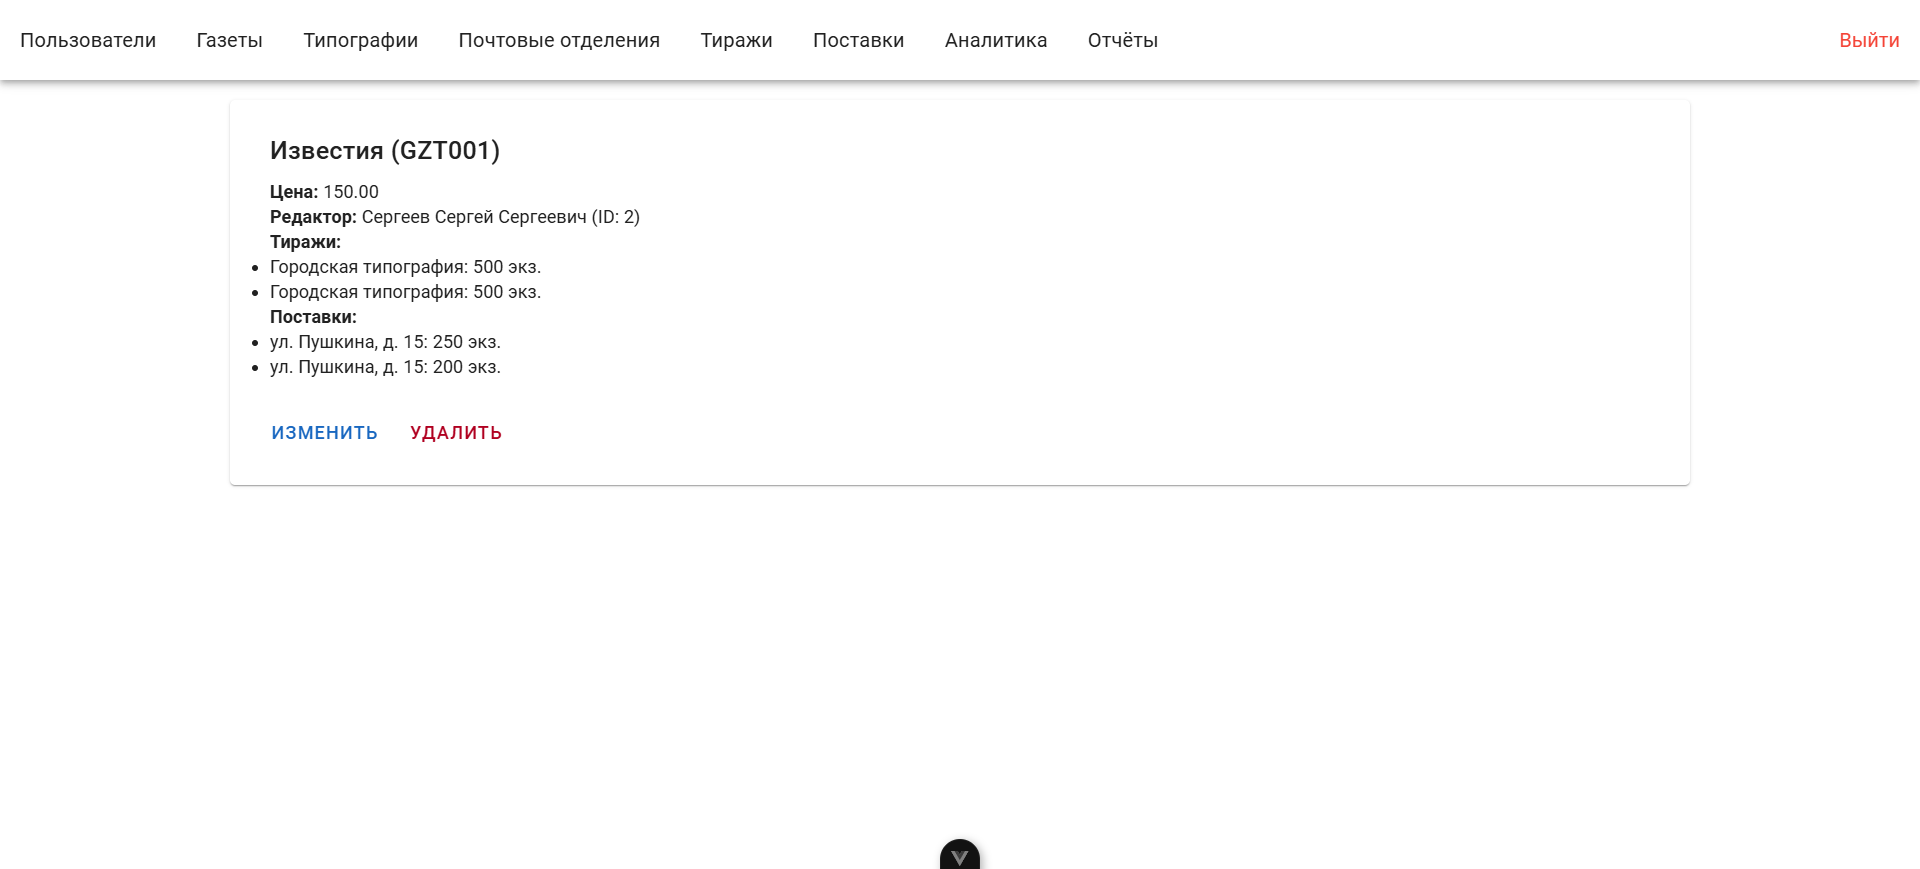 Пользователи Газеты Типографии Почтовые отделения Тиражи Поставки Аналитика Отчёты Выйти
Известия (GZT001)
Цена: 150.00
Редактор: Сергеев Сергей Сергеевич (ID: 2)
Тиражи:
Городская типография: 500 экз.
Городская типография: 500 экз.
Поставки:
ул. Пушкина, д. 15: 250 экз.
ул. Пушкина, д. 15: 200 экз.
ИЗМЕНИТЬ УДАЛИТЬ